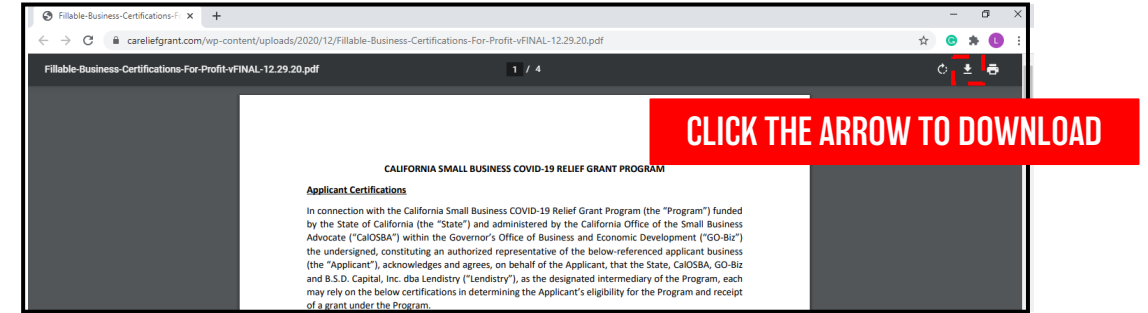 Fillable-Business-Certifications-F
careliefgrant.com/wp-content/uploads/2020/12/Fillable-Business-Certifications-For-Profit-vFINAL-12.29.20.pdf
L
Fillable-Business-Certifications-For-Profit-vFINAL-12.29.20.pdf
1 / 4
CLICK THE ARROW TO DOWNLOAD
CALIFORNIA SMALL BUSINESS COVID-19 RELIEF GRANT PROGRAM
Applicant Certifications
In connection with the California Small Business COVID-19 Relief Grant Program (the “Program”) funded
by the State of California (the “State”) and administered by the California Office of the Small Business
Advocate (“CalOSBA”) within the Governor’s Office of Business and Economic Development (“GO-Biz”)
the undersigned, constituting an authorized representative of the below-referenced applicant business
(the “Applicant”), acknowledges and agrees, on behalf of the Applicant, that the State, CalOSBA, GO-Biz
and B.S.D. Capital, Inc. dba Lendistry (“Lendistry”), as the designated intermediary of the Program, each
may rely on the below certifications in determining the Applicant’s eligibility for the Program and receipt
of a grant under the Program.